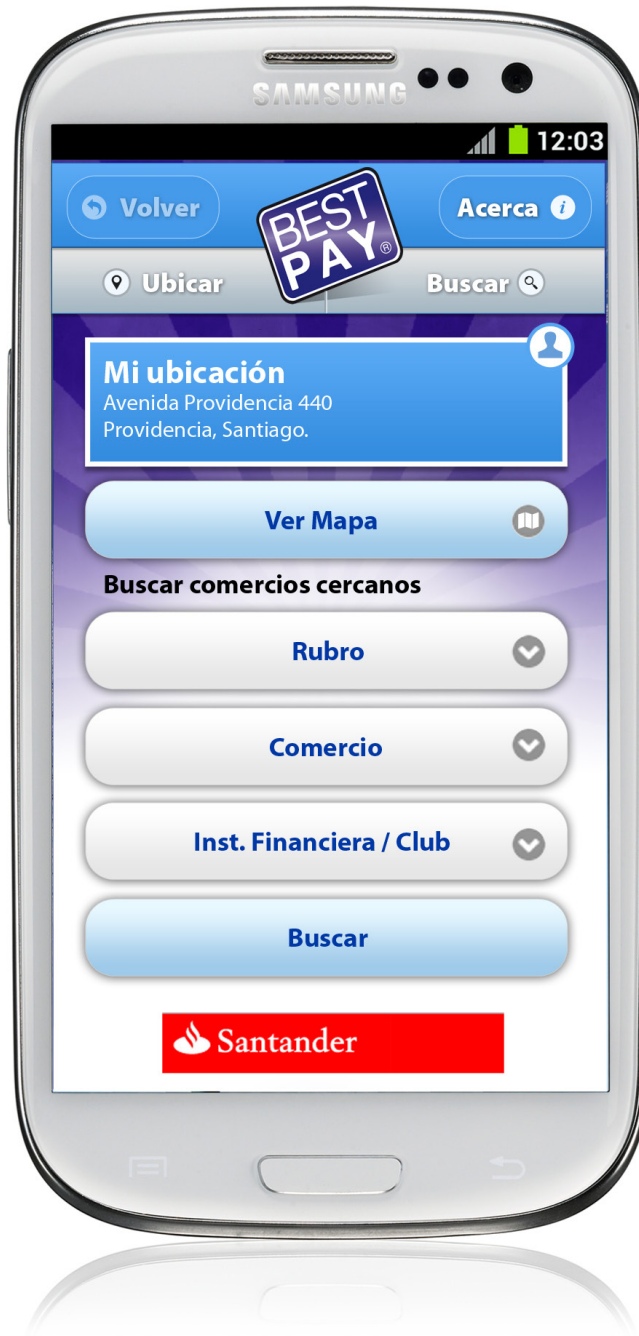 SAMSUNG
12:03
Volver
BEST
PAY®
Acerca i
Ubicar
Buscar
Mi ubicación
Avenida Providencia 440
Providencia, Santiago.
Ver Mapa
Buscar comercios cercanos
Rubro
Comercio
Inst. Financiera / Club
Buscar
Santander